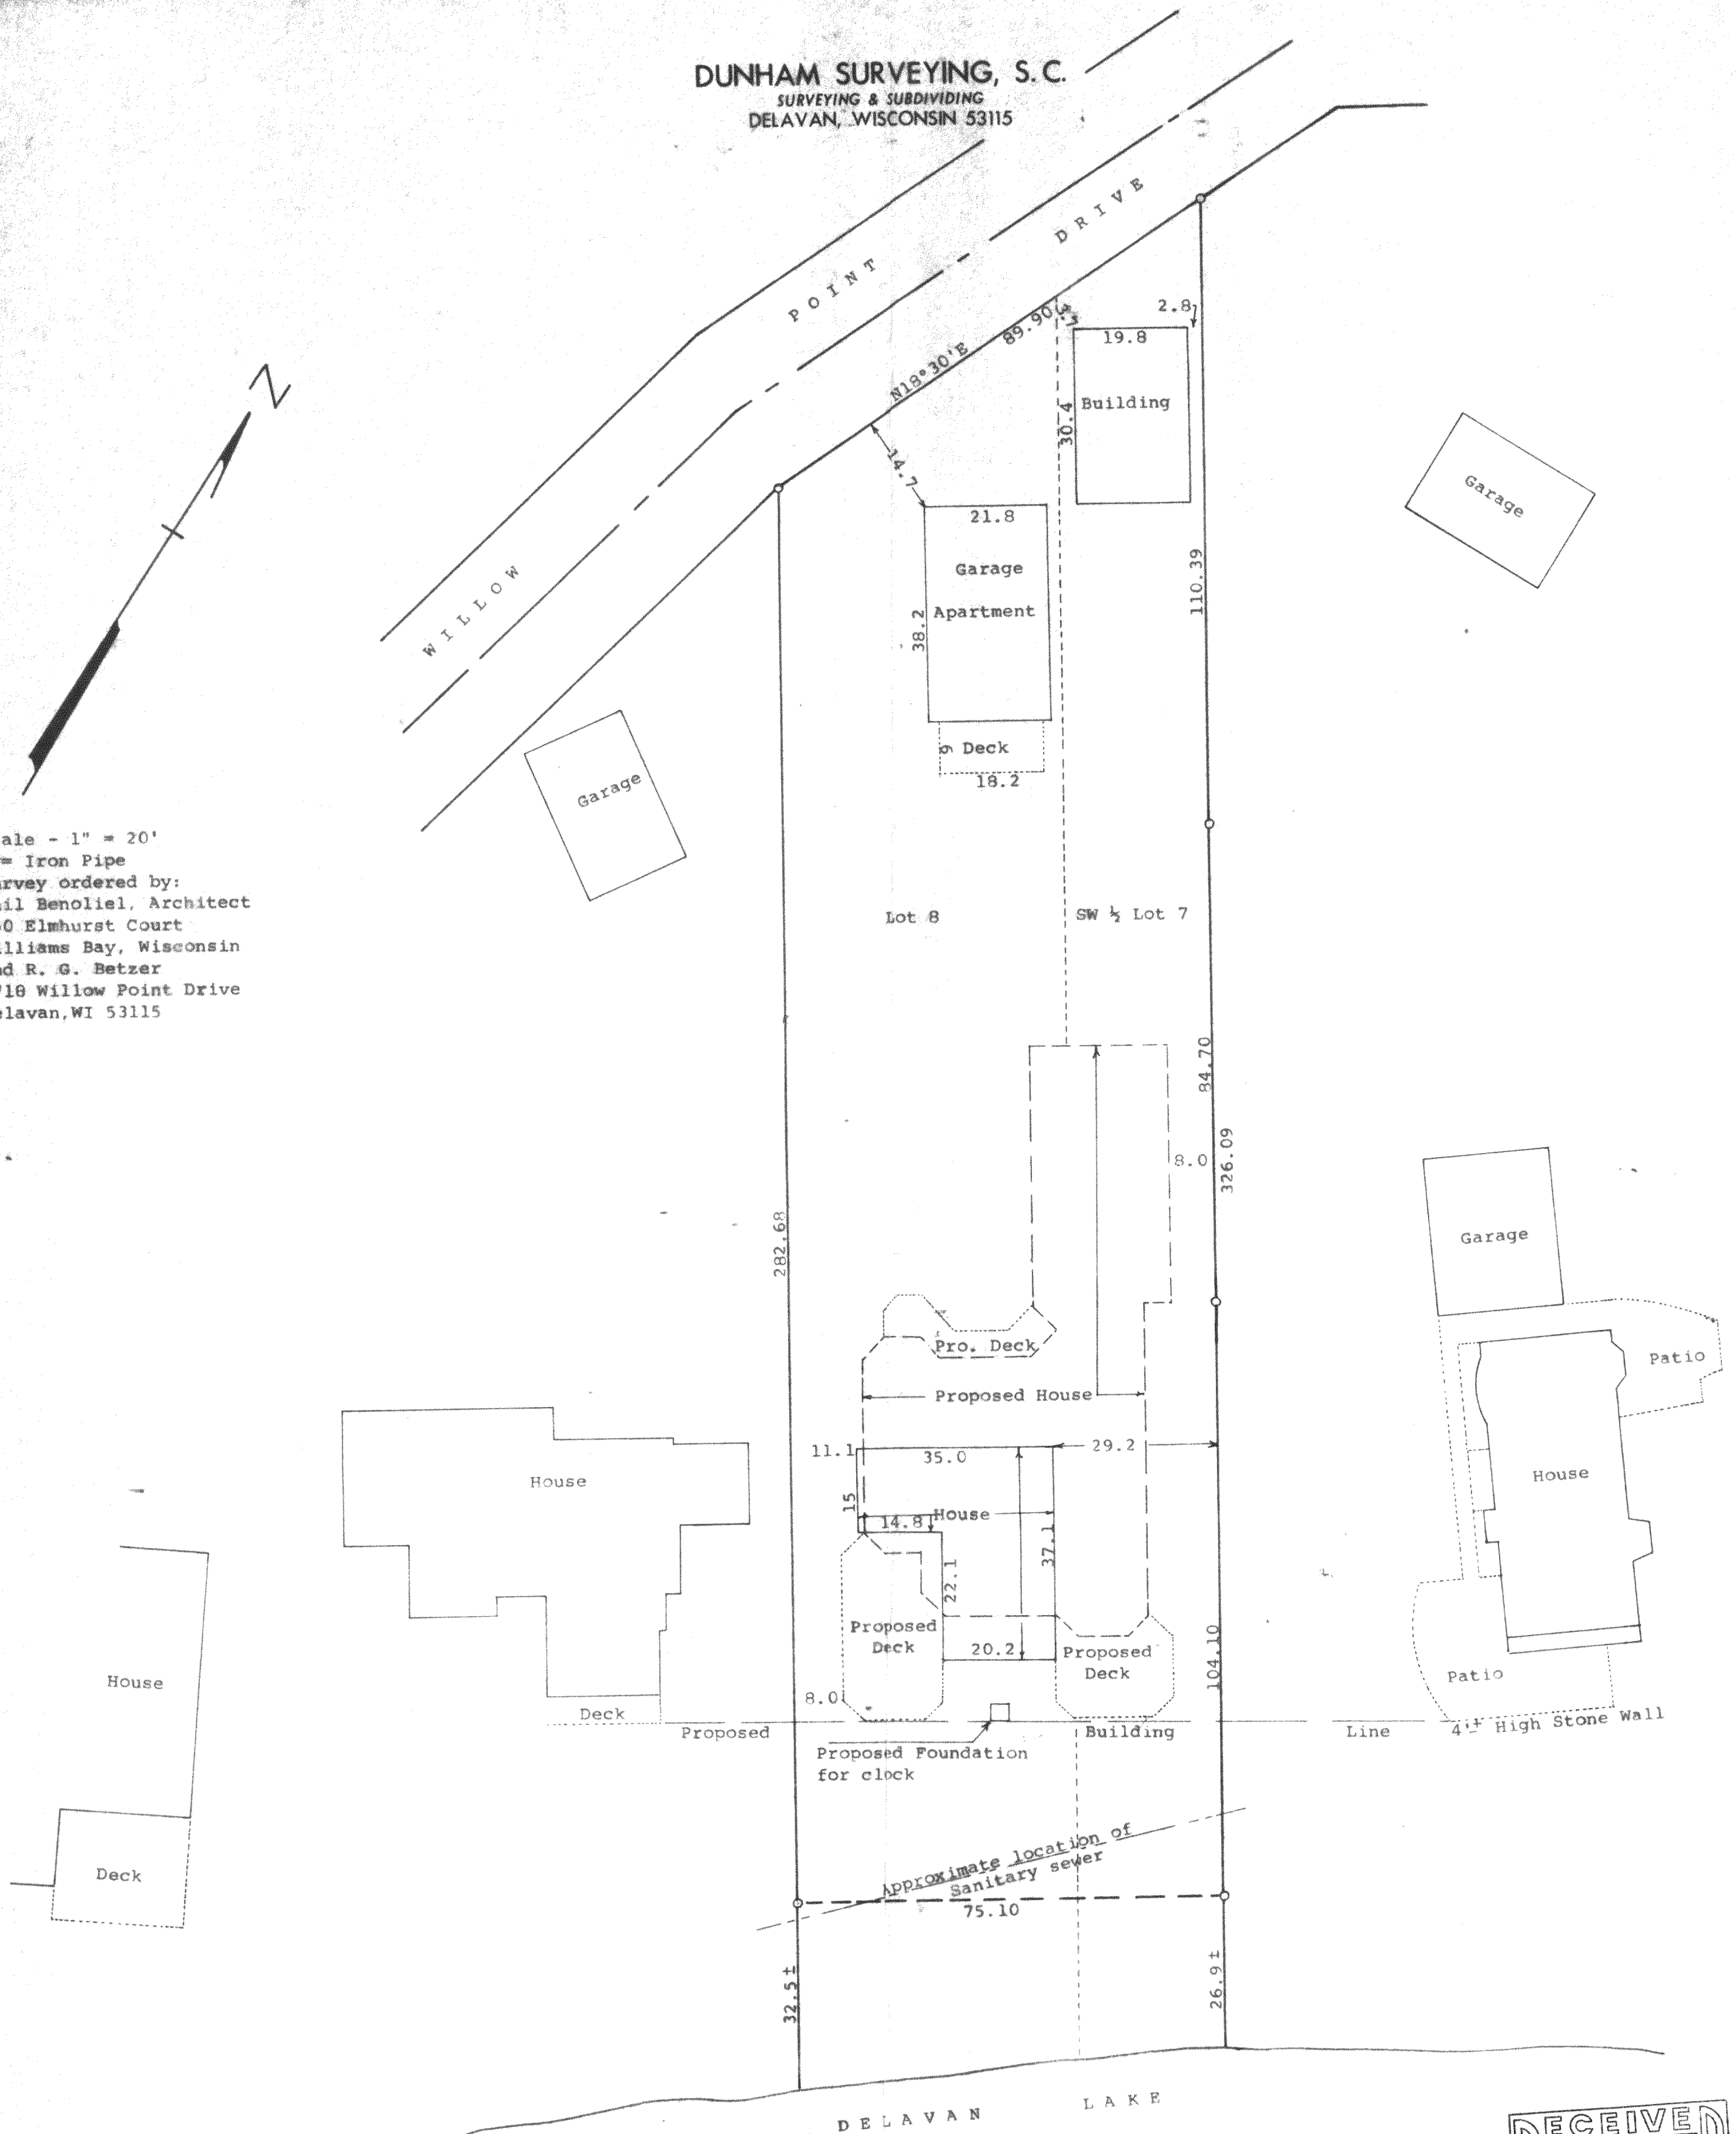 DUNHAM SURVEYING, S.C.
SURVEYING & SUBDIVIDING
DELAVAN, WISCONSIN 53115
WILLOW POINT DRIVE
N
N18°30'E
89.90
3.7
2.8
19.8
Building
30.4
14.7
21.8
Garage
Apartment
38.2
9 Deck
18.2
110.39
Garage
Garage
ale - 1" = 20'
= Iron Pipe
rvey ordered by:
il Benoliel, Architect
0 Elmhurst Court
lliams Bay, Wisconsin
d R. G. Betzer
10 Willow Point Drive
elavan, WI 53115
Lot 8
SW ½ Lot 7
84.70
8.0
326.09
282.68
Garage
Pro. Deck
Patio
Proposed House
11.1
35.0
29.2
House
House
15
14.8
House
37.1
22.1
Proposed
Deck
20.2
Proposed
Deck
104.10
House
Patio
8.0
Deck
Proposed Building Line
4'± High Stone Wall
Proposed Foundation
for clock
Deck
Approximate location of
Sanitary sewer
75.10
32.5±
26.9±
DELAVAN LAKE
RECEIVED